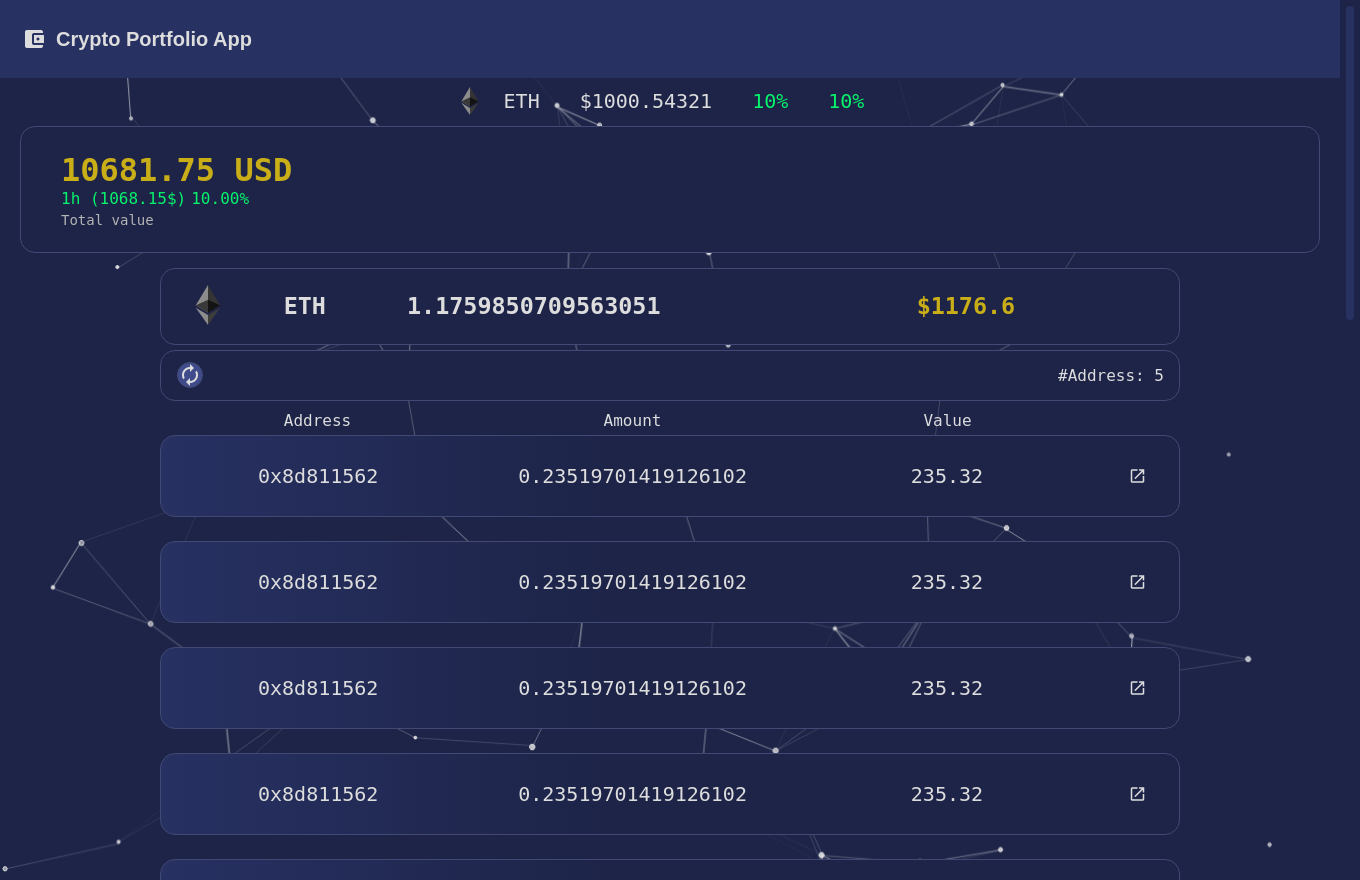 Crypto Portfolio App
ETH $1000.54321 10% 10%
10681.75 USD
1h (1068.15$) 10.00%
Total value
ETH 1.1759850709563051 $1176.6
#Address: 5
Address Amount Value
0x8d811562 0.23519701419126102 235.32
0x8d811562 0.23519701419126102 235.32
0x8d811562 0.23519701419126102 235.32
0x8d811562 0.23519701419126102 235.32